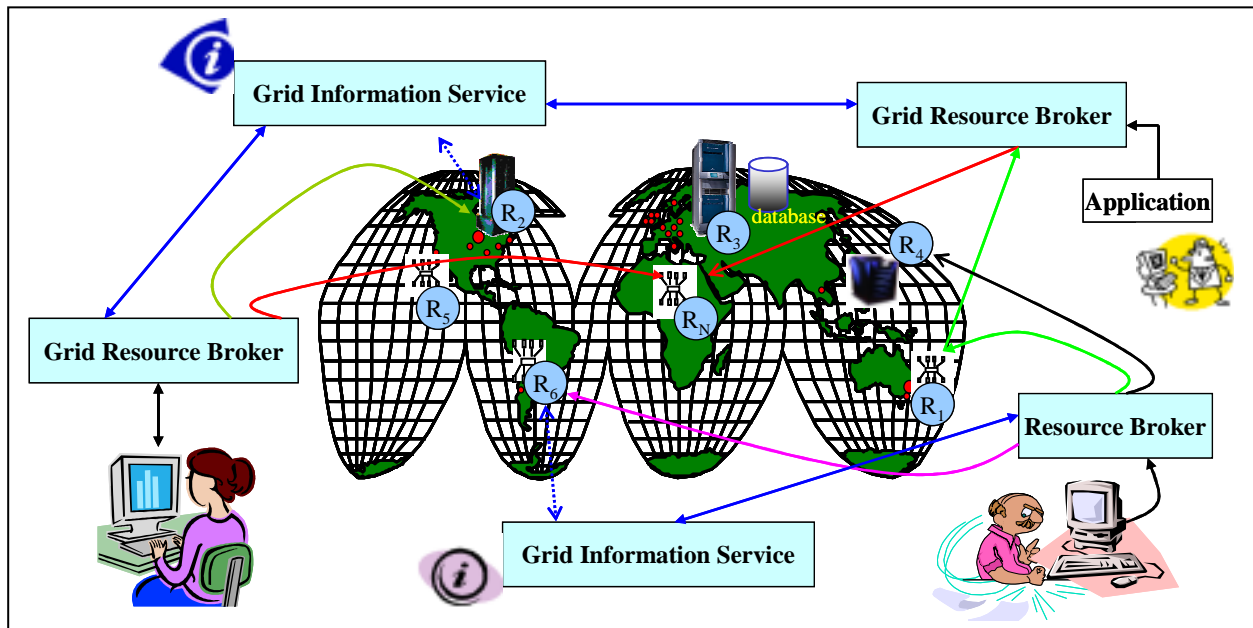 Grid Information Service
Grid Resource Broker
Application
R2
R3
database
R4
R5
RN
Grid Resource Broker
R6
R1
Resource Broker
Grid Information Service